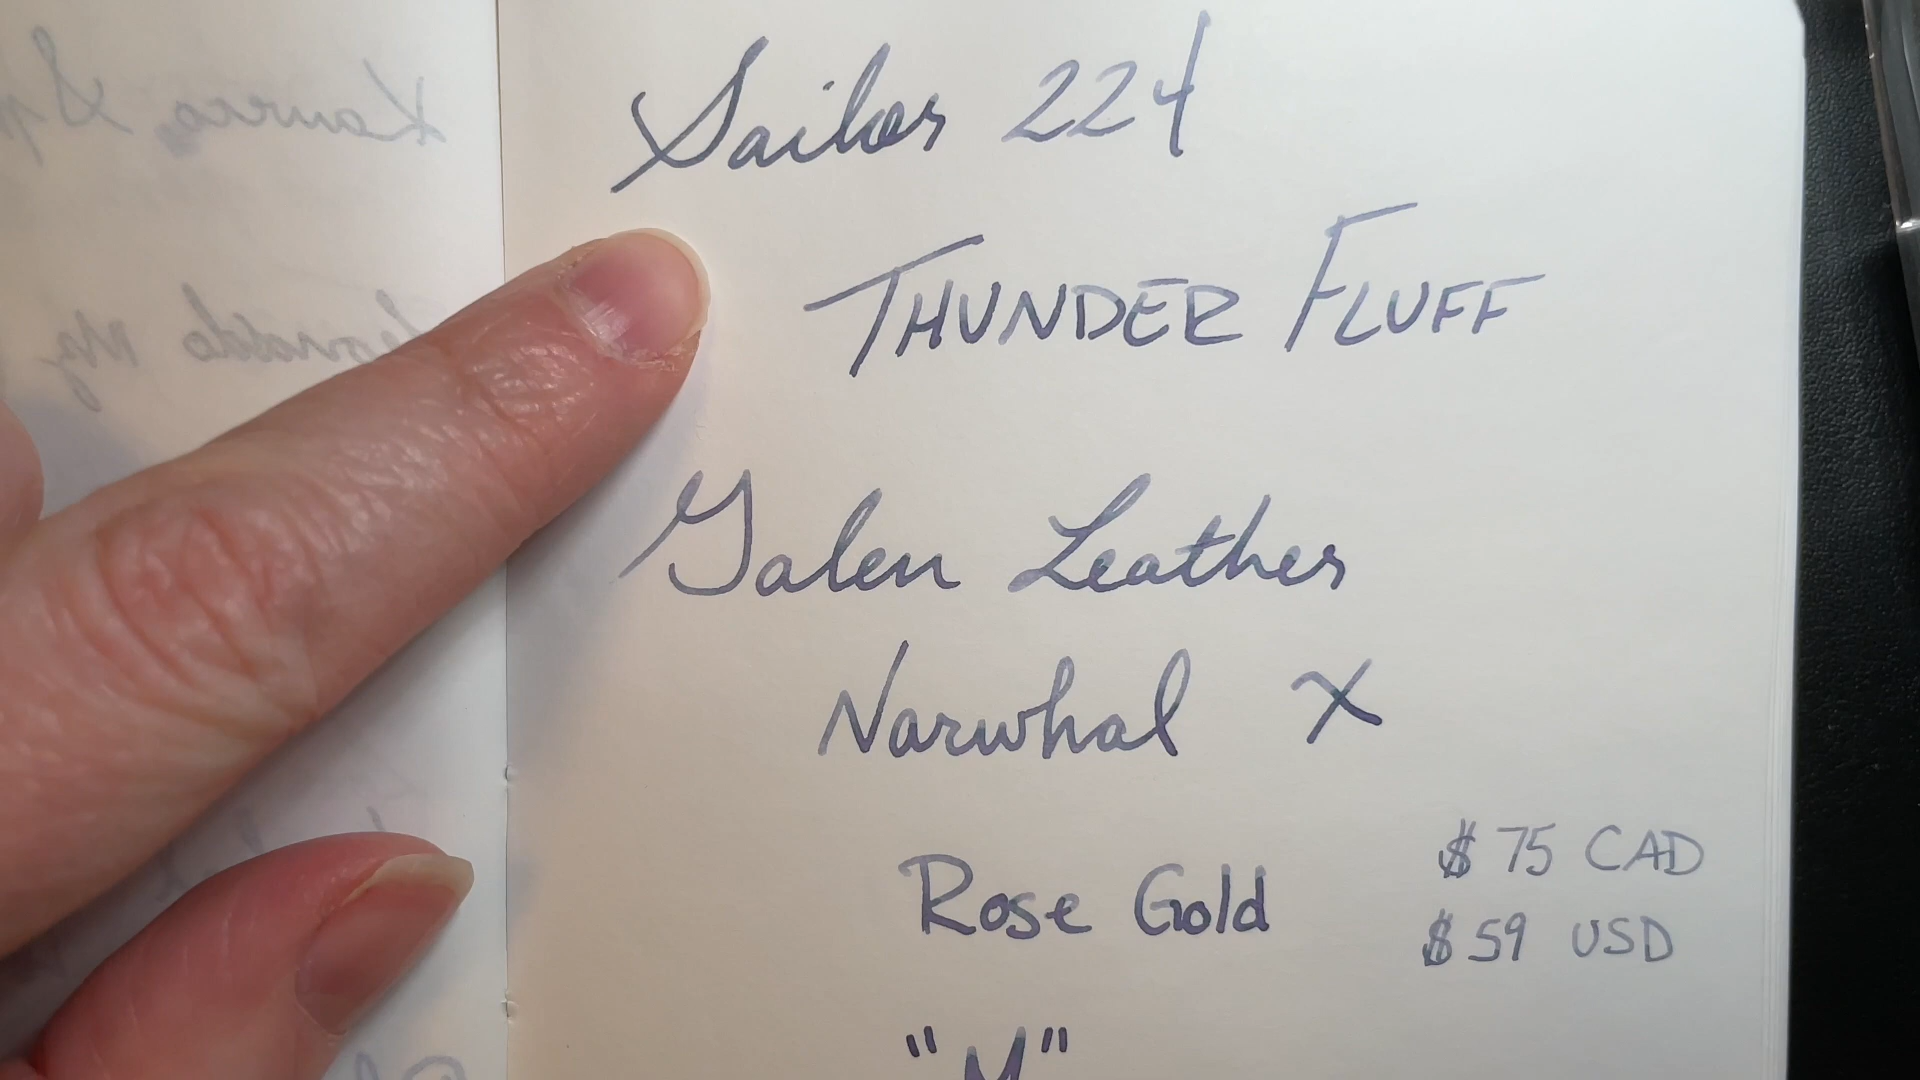 Sailor 224
THUNDER FLUFF
Galen Leather
Narwhal X
Rose Gold
$ 75 CAD
$ 59 USD
"M"